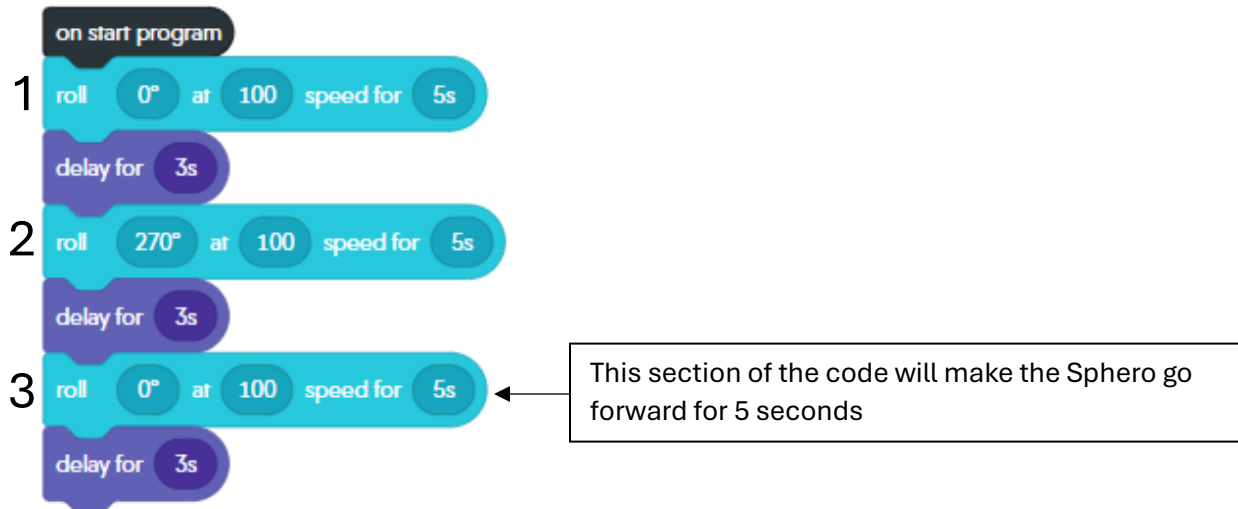 on start program
1 roll 0° at 100 speed for 5s
delay for 3s
2 roll 270° at 100 speed for 5s
delay for 3s
3 roll 0° at 100 speed for 5s
This section of the code will make the Sphero go
forward for 5 seconds
delay for 3s